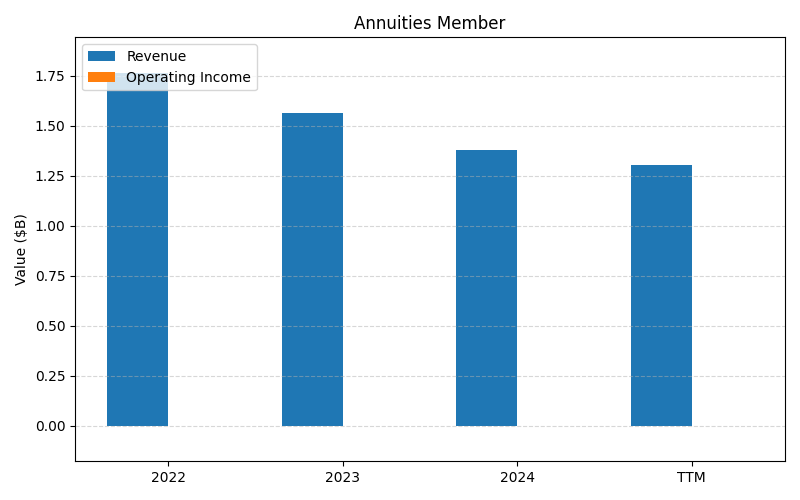 Annuities Member
Revenue
Operating Income
Value ($B)
1.75
1.50
1.25
1.00
0.75
0.50
0.25
0.00
2022 2023 2024 TTM